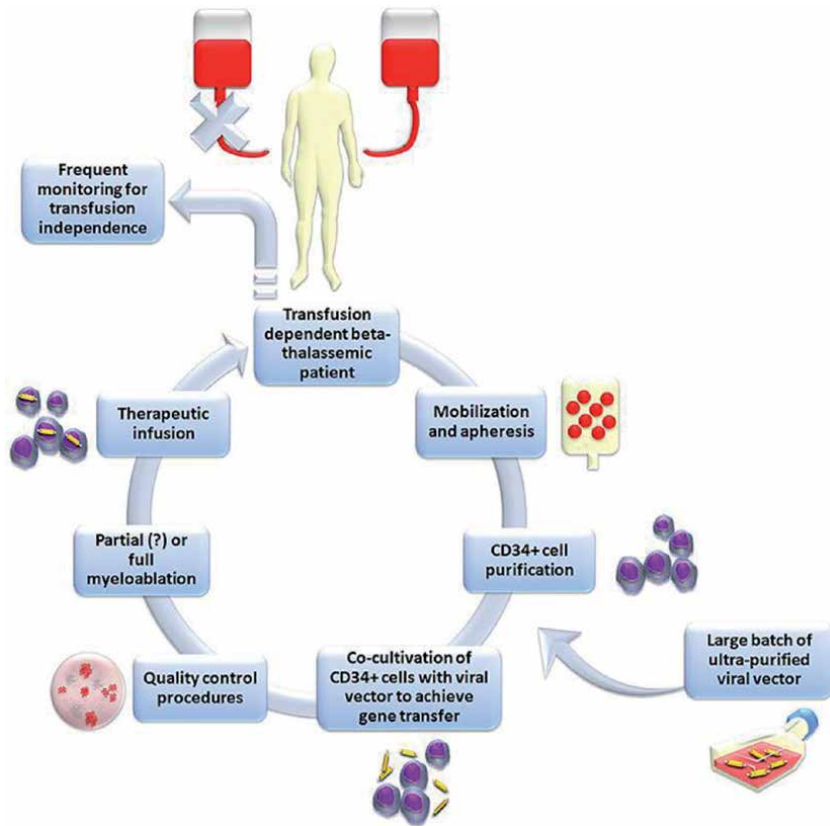 Frequent
monitoring for
transfusion
independence
Transfusion
dependent beta-
thalassemic
patient
Mobilization
and apheresis
CD34+ cell
purification
Large batch of
ultra-purified
viral vector
Co-cultivation of
CD34+ cells with viral
vector to achieve
gene transfer
Quality control
procedures
Partial (?) or
full
myeloablation
Therapeutic
infusion